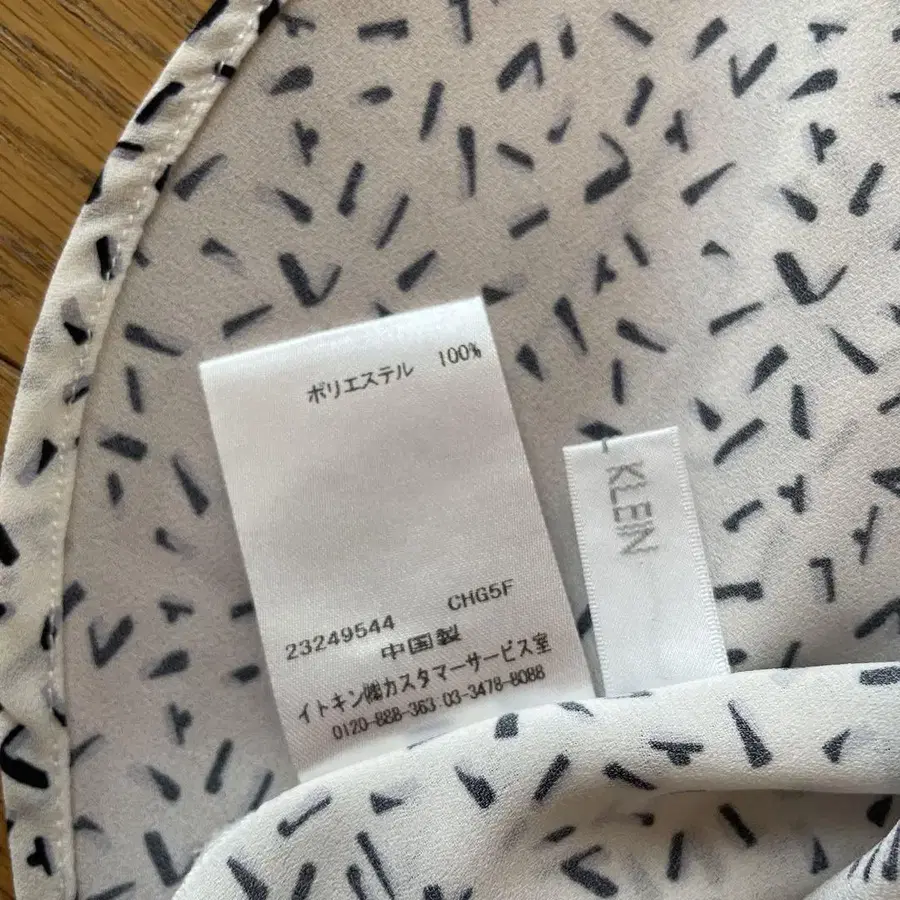 ポリエステル 100%
23249544 CHG5F
中国製
イトキン㈱カスタマーサービス室
0120-888-363 03-3478-8088
KLEIN